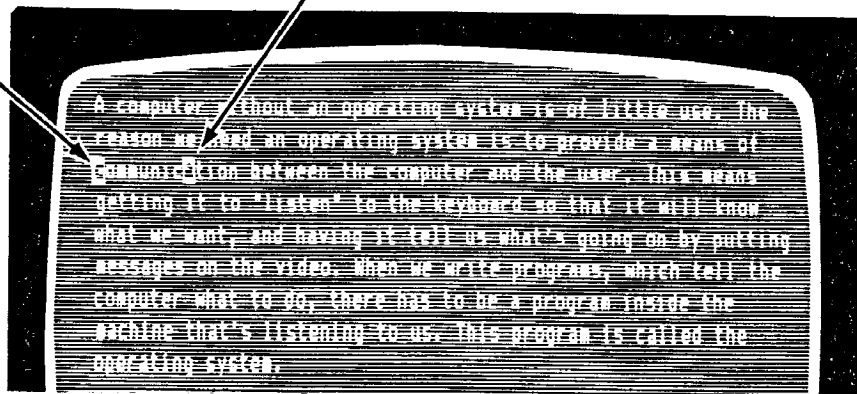 A computer without an operating system is of little use. The
reason we need an operating system is to provide a means of
communication between the computer and the user. This means
getting it to "listen" to the keyboard so that it will know
what we want, and having it tell us what's going on by putting
messages on the video. When we write programs, which tell the
computer what to do, there has to be a program inside the
machine that's listening to us. This program is called the
operating system.